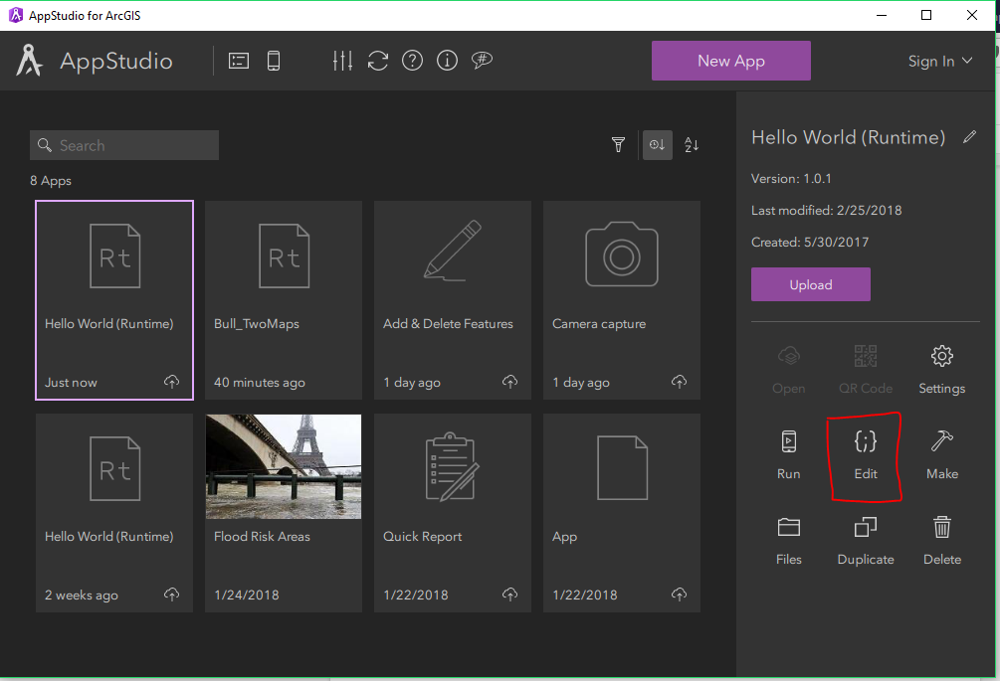 AppStudio for ArcGIS
AppStudio
New App
Sign In
Search
8 Apps
Rt
Hello World (Runtime)
Just now
Rt
Bull_TwoMaps
40 minutes ago
Add & Delete Features
1 day ago
Camera capture
1 day ago
Rt
Hello World (Runtime)
2 weeks ago
Flood Risk Areas
1/24/2018
Quick Report
1/22/2018
App
1/22/2018
Hello World (Runtime)
Version: 1.0.1
Last modified: 2/25/2018
Created: 5/30/2017
Upload
Open
QR Code
Settings
Run
Edit
Make
Files
Duplicate
Delete